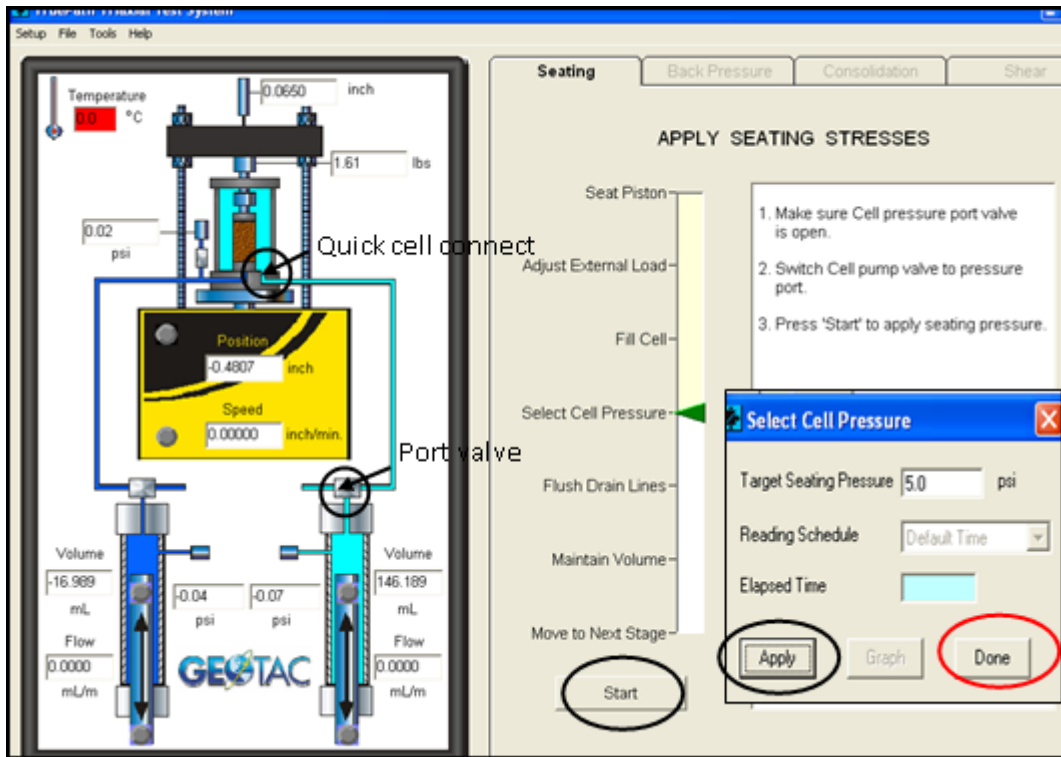 TruePath Triaxial Test System
Setup File Tools Help
Temperature
0.0 °C
0.0650 inch
1.61 lbs
0.02
psi
Quick cell connect
Position
-0.4807 inch
Speed
0.00000 inch/min.
Port valve
Volume
-16.989
mL
Flow
0.0000
mL/m
-0.04
psi
-0.07
psi
Volume
146.189
mL
Flow
0.0000
mL/m
GEOTAC
Seating
Back Pressure
Consolidation
Shear
APPLY SEATING STRESSES
Seat Piston
Adjust External Load
Fill Cell
Select Cell Pressure
Flush Drain Lines
Maintain Volume
Move to Next Stage
Start
1. Make sure Cell pressure port valve
is open.
2. Switch Cell pump valve to pressure
port.
3. Press 'Start' to apply seating pressure.
Select Cell Pressure
Target Seating Pressure 5.0 psi
Reading Schedule Default Time
Elapsed Time
Apply
Graph
Done